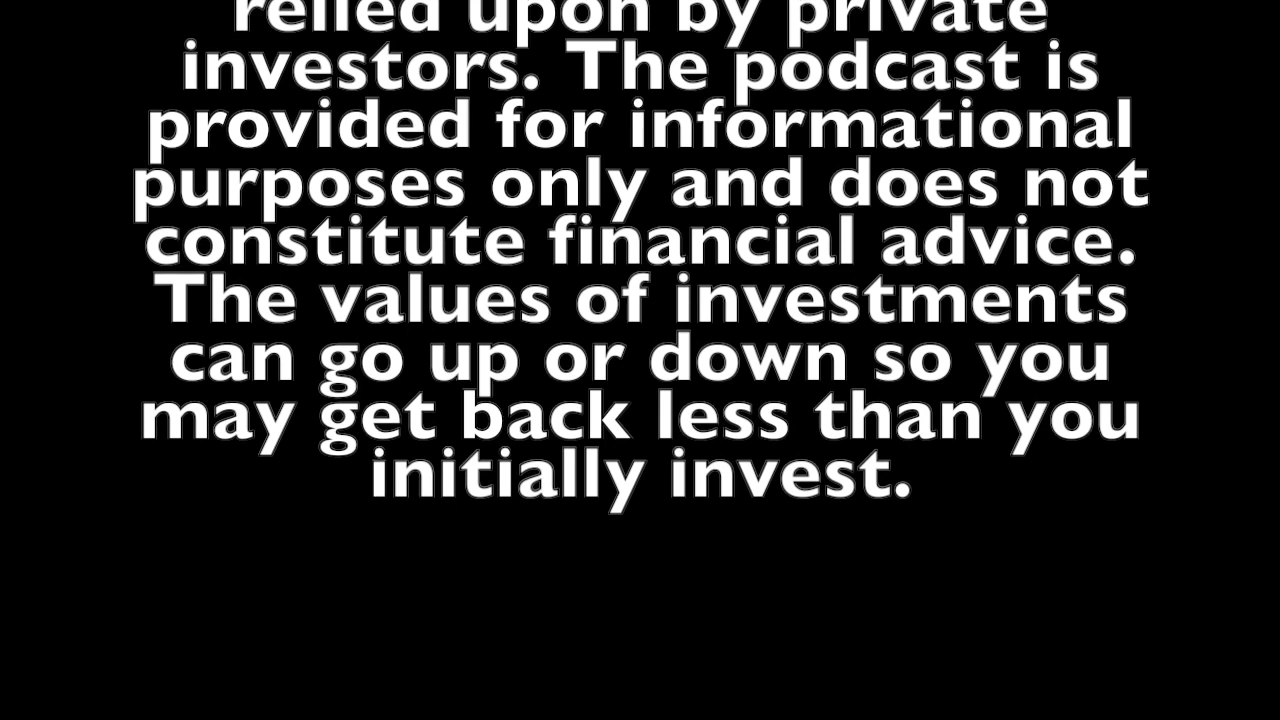 relied upon by private
investors. The podcast is
provided for informational
purposes only and does not
constitute financial advice.
The values of investments
can go up or down so you
may get back less than you
initially invest.